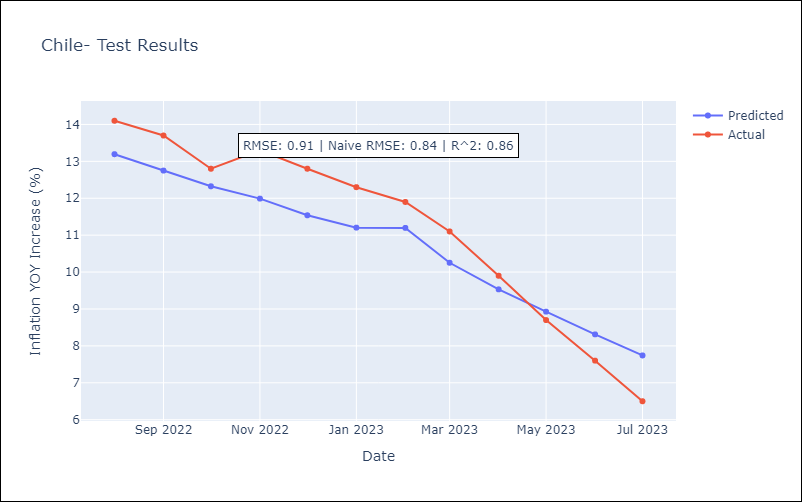 Chile- Test Results
Predicted
Actual
RMSE: 0.91 | Naive RMSE: 0.84 | R^2: 0.86
Inflation YOY Increase (%)
14
13
12
11
10
9
8
7
6
Sep 2022
Nov 2022
Jan 2023
Mar 2023
May 2023
Jul 2023
Date